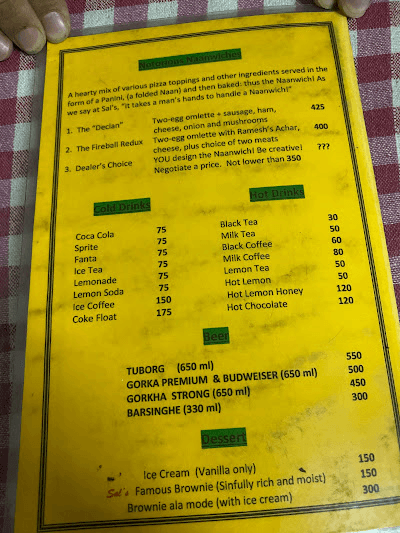 Notorious Naanwiche
A hearty mix of various pizza toppings and other ingredients served in the
form of a Panini, (a folded Naan) and then baked: thus the Naanwich! As
we say at Sal's, "It takes a man's hands to handle a Naanwich!"
1. The "Decian" Two-egg omlette + sausage, ham, 425
cheese, onion and mushrooms
2. The Fireball Redux Two-egg omlette with Ramesh's Achar, 400
cheese, plus choice of two meats
3. Dealer's Choice YOU design the Naanwich! Be creative! ???
Negotiate a price. Not lower than 350
Cold Drinks
Coca Cola 75
Sprite 75
Fanta 75
Ice Tea 75
Lemonade 75
Lemon Soda 75
Ice Coffee 150
Coke Float 175
Hot Drinks
Black Tea 30
Milk Tea 50
Black Coffee 60
Milk Coffee 80
Lemon Tea 50
Hot Lemon 50
Hot Lemon Honey 120
Hot Chocolate 120
Beer
TUBORG (650 ml) 550
GORKA PREMIUM & BUDWEISER (650 ml) 500
GORKHA STRONG (650 ml) 450
BARSINGHE (330 ml) 300
Dessert
Ice Cream (Vanilla only) 150
Sal's Famous Brownie (Sinfully rich and moist) 150
Brownie ala mode (with ice cream) 300